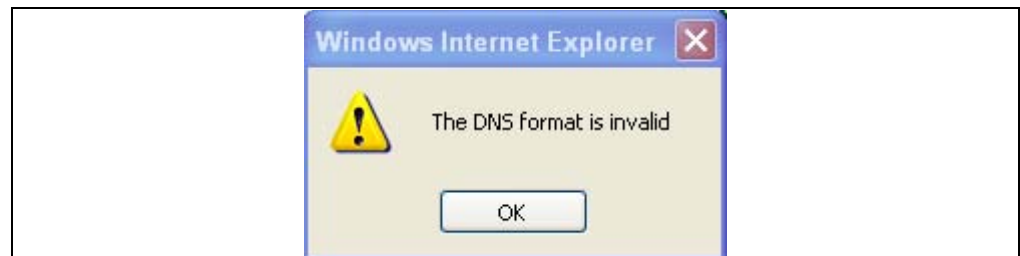 Windows Internet Explorer
The DNS format is invalid
OK